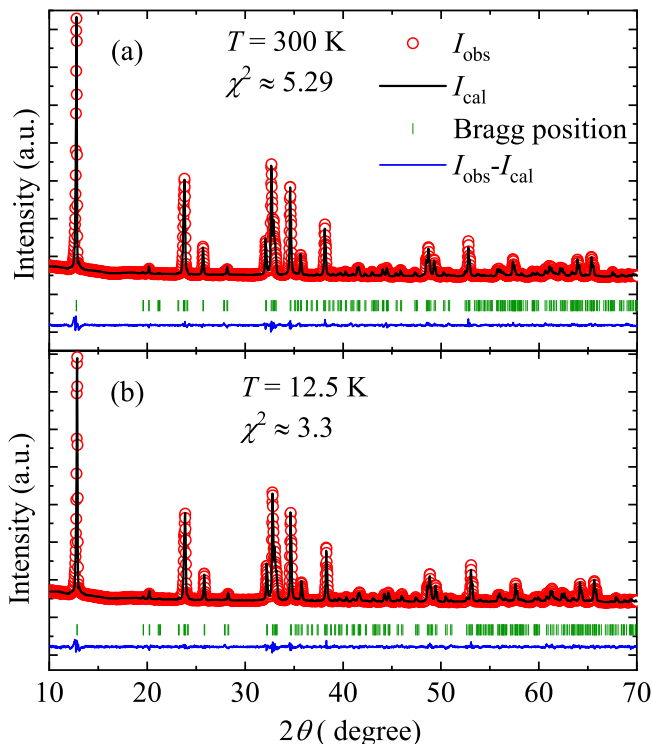 (a)
T = 300 K
χ² ≈ 5.29
I_obs
I_cal
Bragg position
I_obs-I_cal
Intensity (a.u.)
(b)
T = 12.5 K
χ² ≈ 3.3
Intensity (a.u.)
10 20 30 40 50 60 70
2θ ( degree)